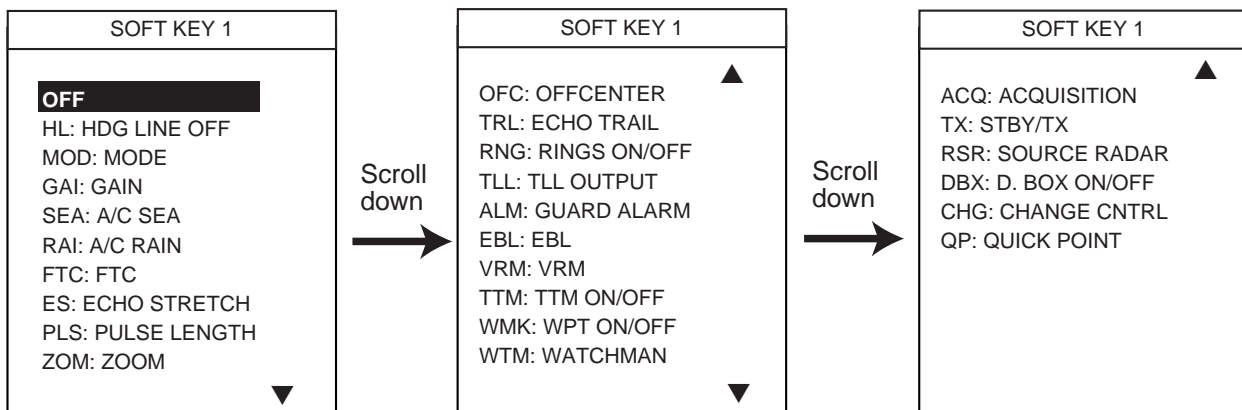 SOFT KEY 1
OFF
HL: HDG LINE OFF
MOD: MODE
GAI: GAIN
SEA: A/C SEA
RAI: A/C RAIN
FTC: FTC
ES: ECHO STRETCH
PLS: PULSE LENGTH
ZOM: ZOOM
Scroll
down
SOFT KEY 1
OFC: OFFCENTER
TRL: ECHO TRAIL
RNG: RINGS ON/OFF
TLL: TLL OUTPUT
ALM: GUARD ALARM
EBL: EBL
VRM: VRM
TTM: TTM ON/OFF
WMK: WPT ON/OFF
WTM: WATCHMAN
Scroll
down
SOFT KEY 1
ACQ: ACQUISITION
TX: STBY/TX
RSR: SOURCE RADAR
DBX: D. BOX ON/OFF
CHG: CHANGE CNTRL
QP: QUICK POINT